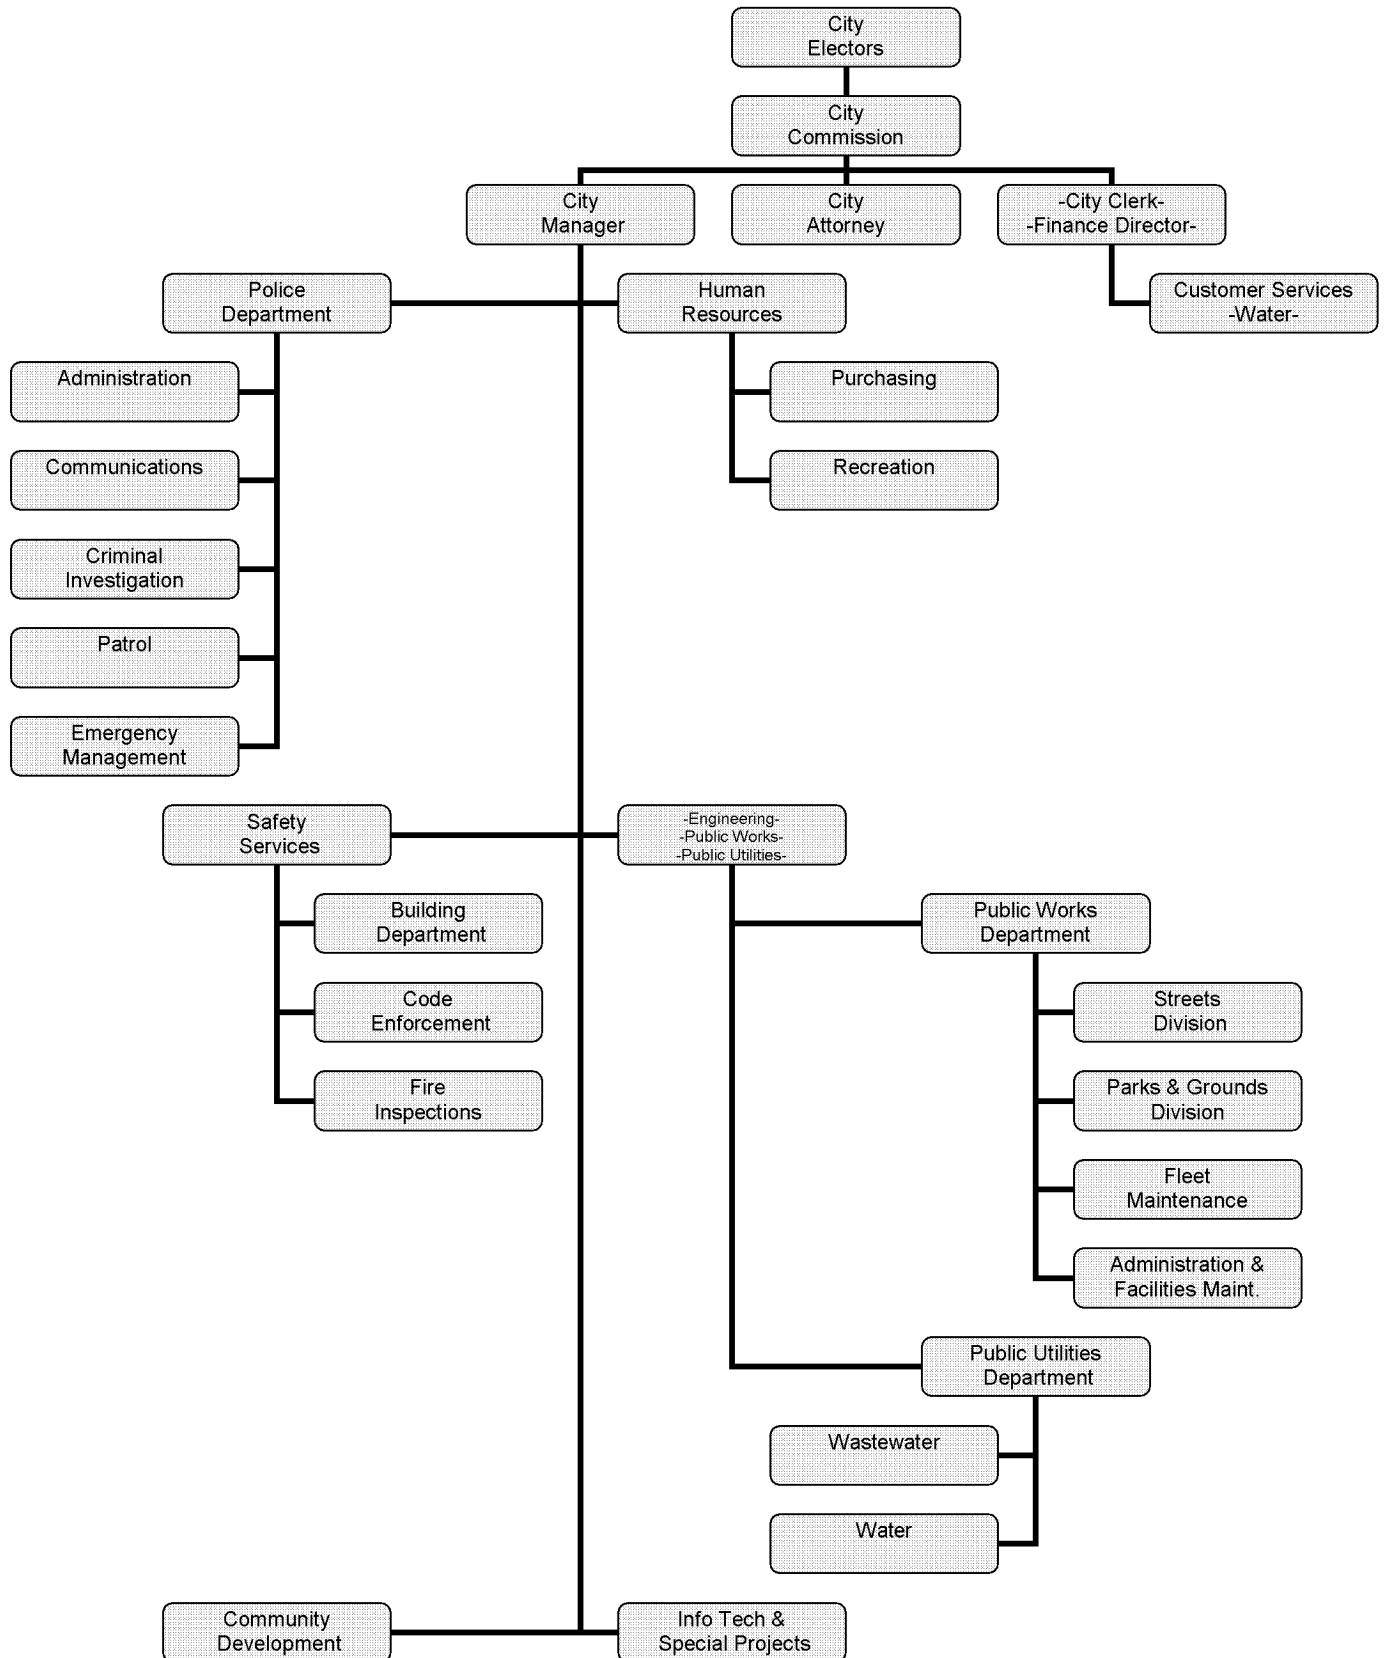 City
Electors
City
Commission
City
Manager
City
Attorney
-City Clerk-
-Finance Director-
Police
Department
Human
Resources
Customer Services
-Water-
Administration
Purchasing
Communications
Recreation
Criminal
Investigation
Patrol
Emergency
Management
Safety
Services
-Engineering-
-Public Works-
-Public Utilities-
Building
Department
Public Works
Department
Code
Enforcement
Streets
Division
Fire
Inspections
Parks & Grounds
Division
Fleet
Maintenance
Administration &
Facilities Maint.
Public Utilities
Department
Wastewater
Water
Community
Development
Info Tech &
Special Projects